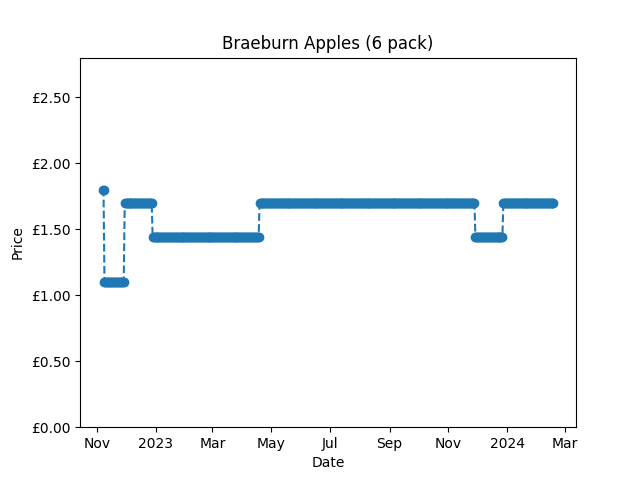 Braeburn Apples (6 pack)
£2.50
£2.00
£1.50
£1.00
£0.50
£0.00
Price
Nov 2023 Mar May Jul Sep Nov 2024 Mar
Date